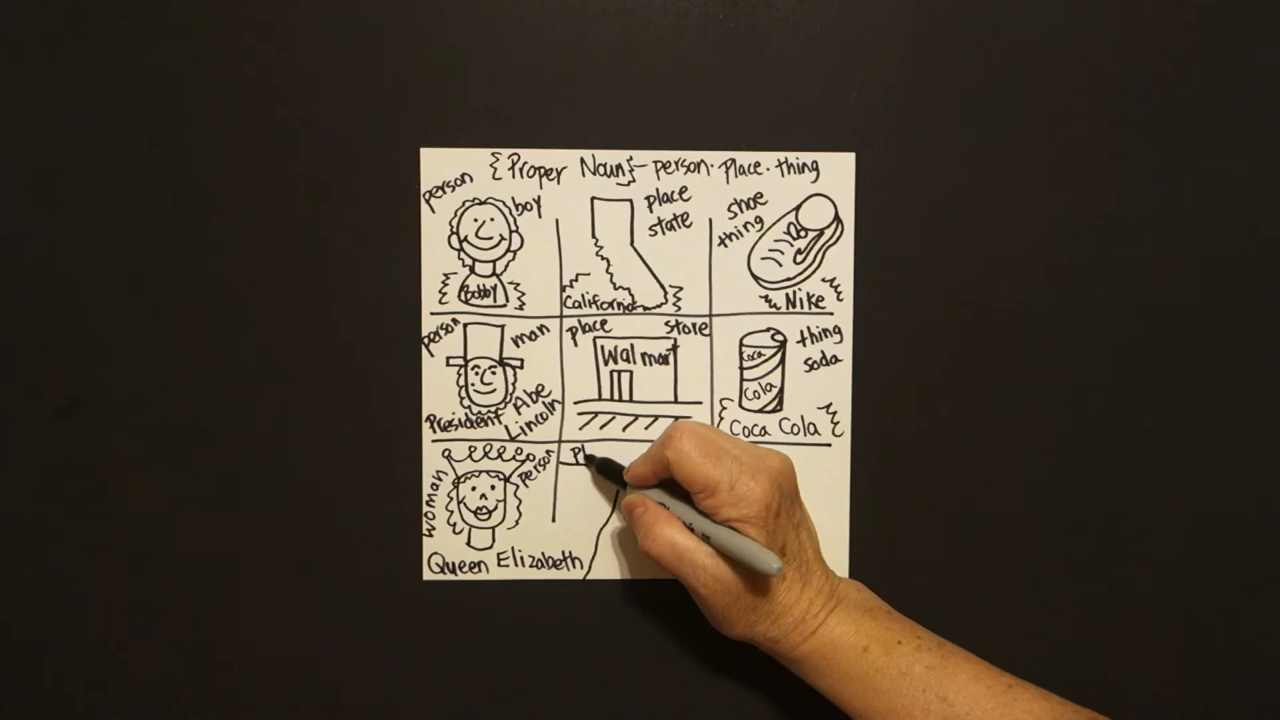 {Proper Noun}- person. Place. thing
person
boy
Bobby
place
state
California
shoe
thing
Nike
person
man
President Abe
Lincoln
place
store
Walmart
thing
soda
Coca
Cola
Coca Cola
woman
person
Queen Elizabeth
Pl